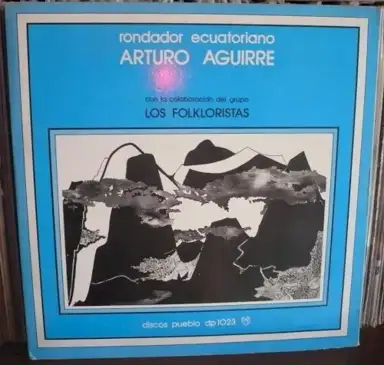 rondador ecuatoriano
ARTURO AGUIRRE
con la colaboración del grupo
LOS FOLKLORISTAS
discos pueblo dp 1023